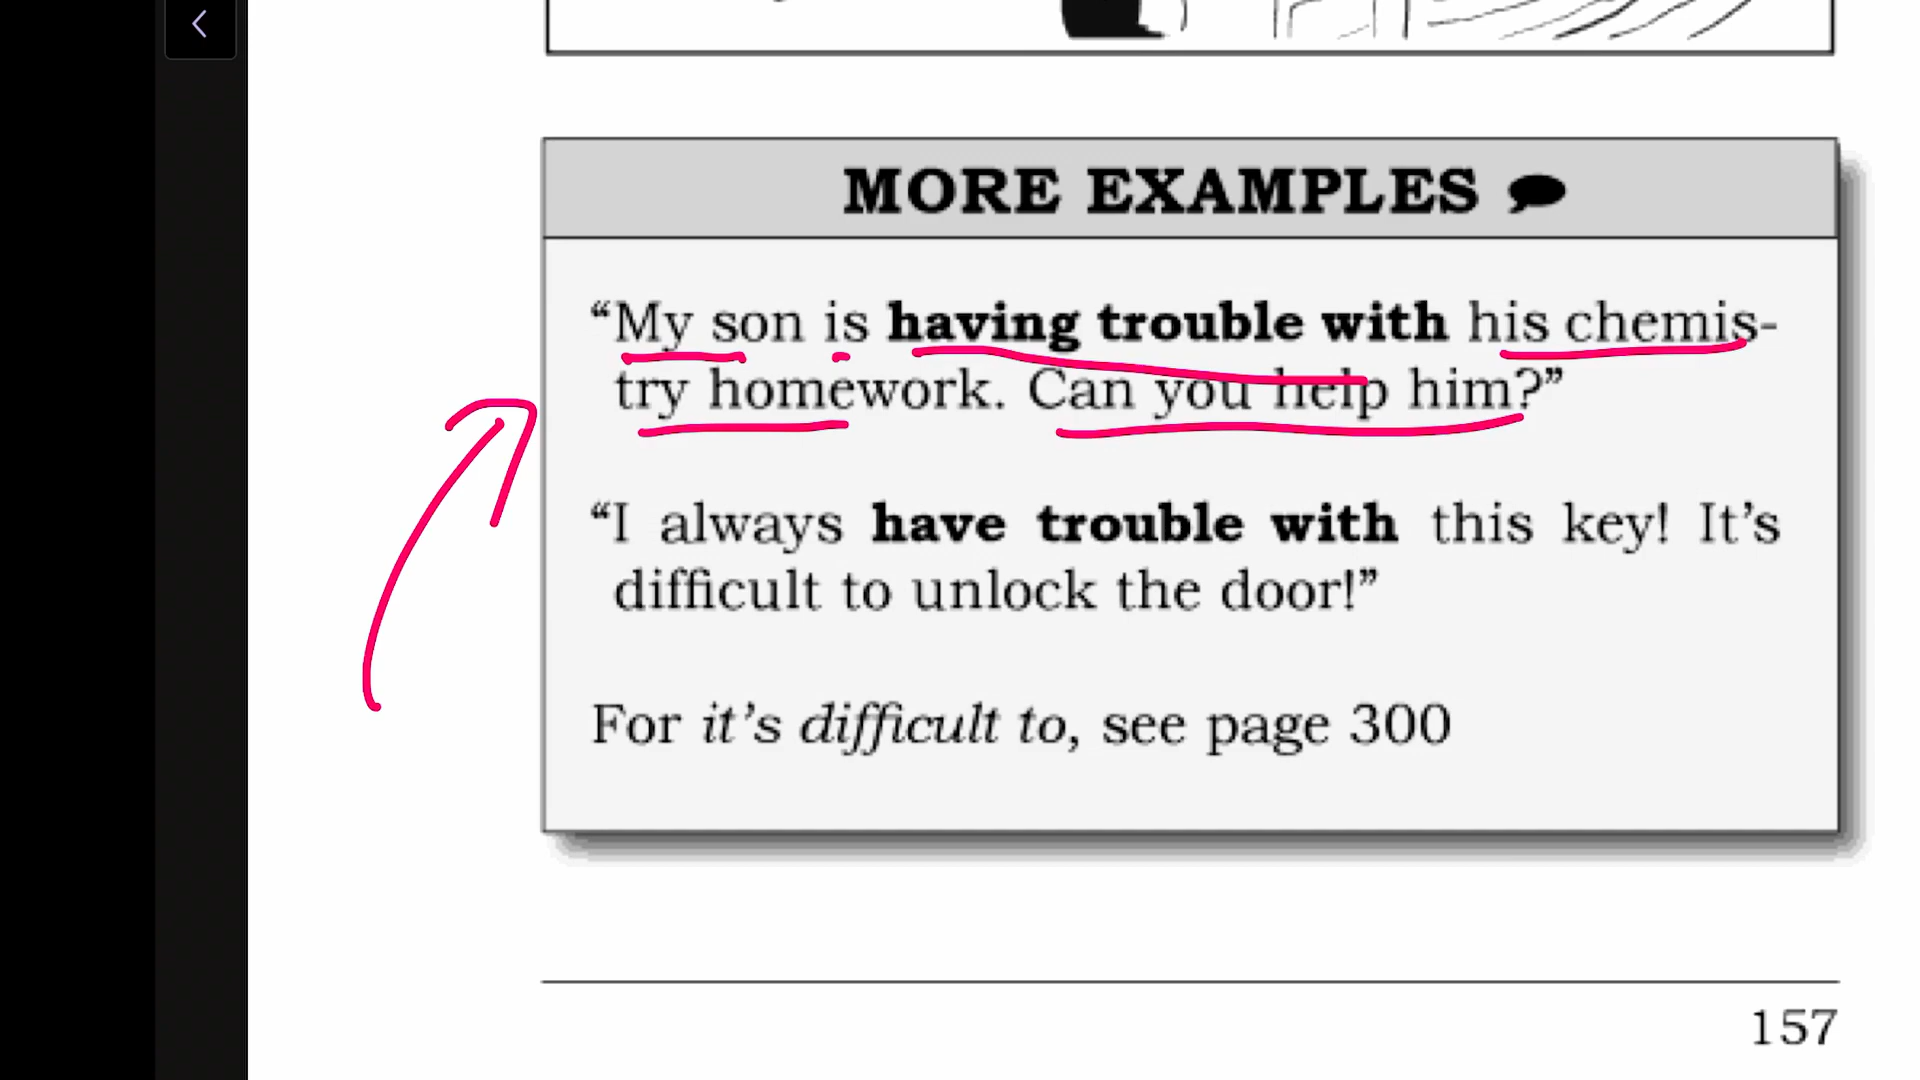 MORE EXAMPLES
“My son is having trouble with his chemis-
try homework. Can you help him?”
“I always have trouble with this key! It’s
difficult to unlock the door!”
For it’s difficult to, see page 300
157